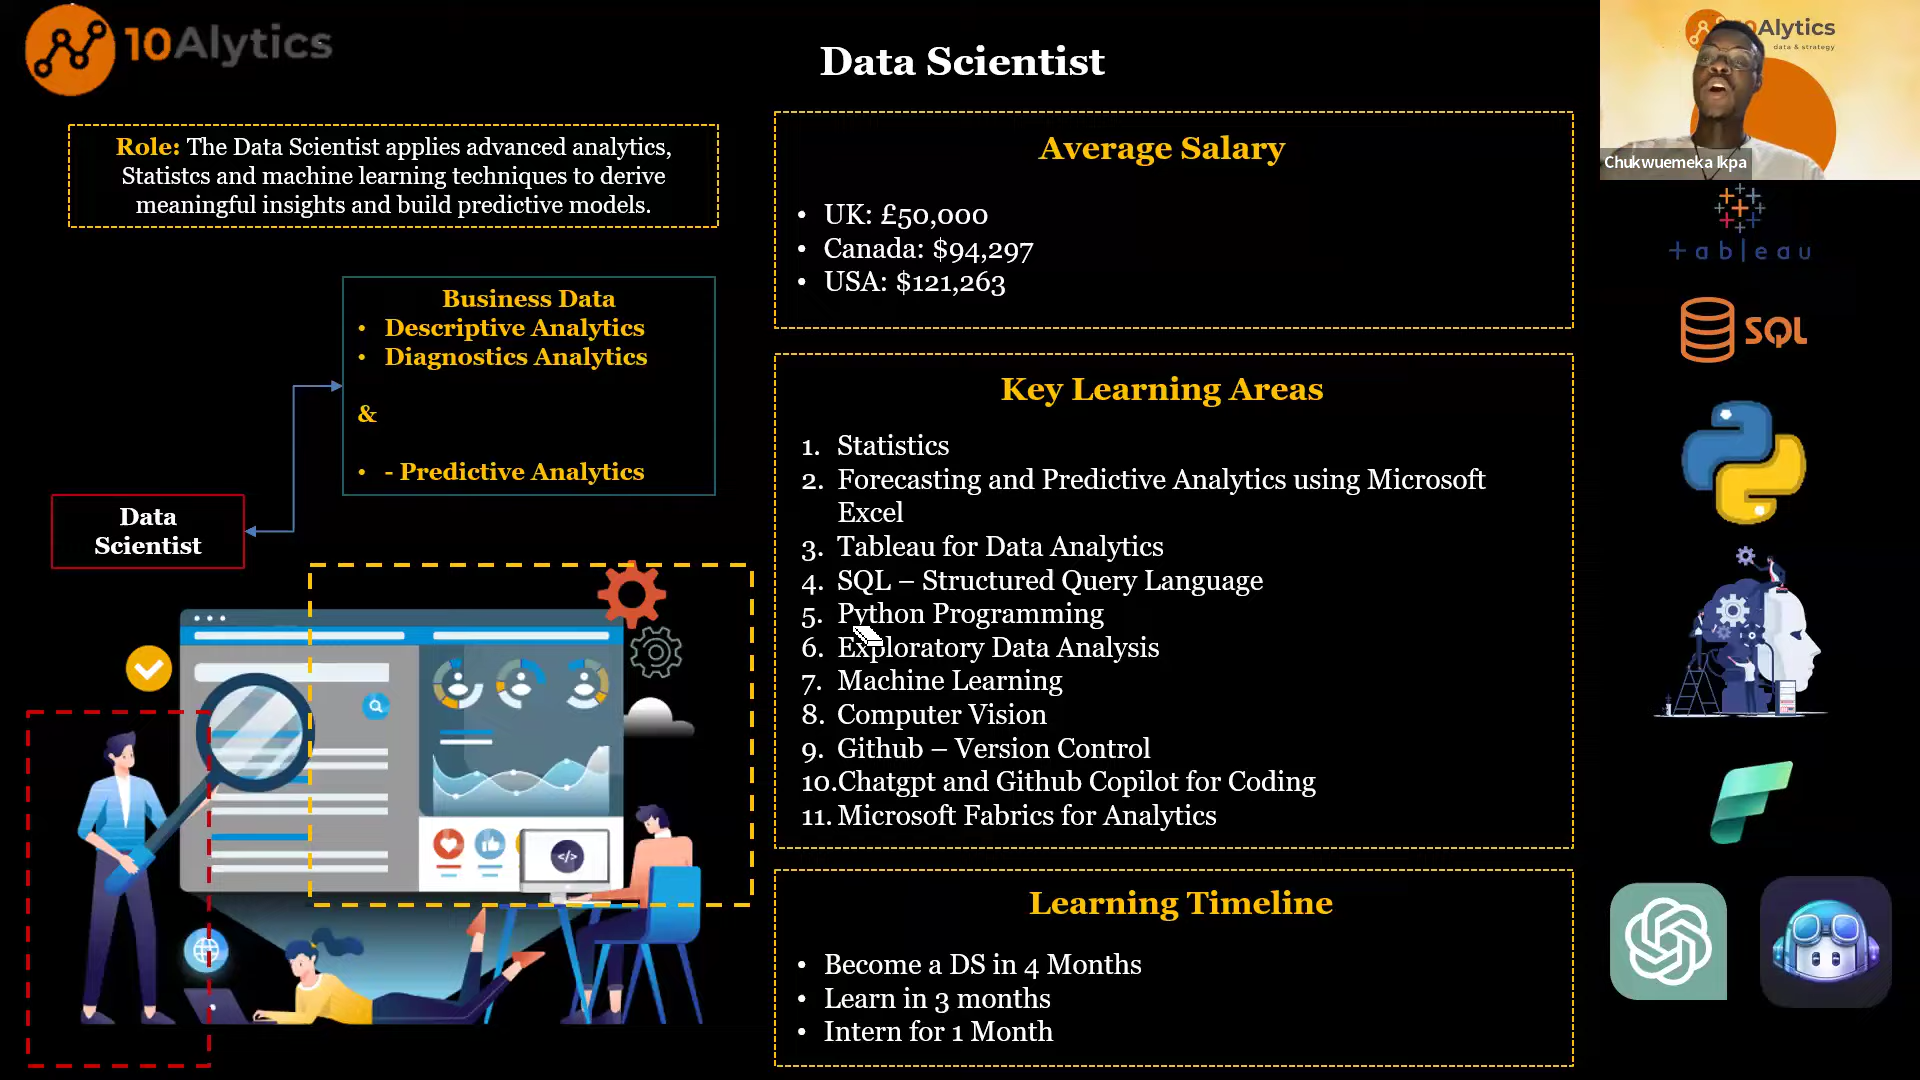 10Alytics
Data Scientist
Role: The Data Scientist applies advanced analytics,
Statistcs and machine learning techniques to derive
meaningful insights and build predictive models.
Business Data
• Descriptive Analytics
• Diagnostics Analytics
&
• - Predictive Analytics
Data
Scientist
</>
Average Salary
• UK: £50,000
• Canada: $94,297
• USA: $121,263
Key Learning Areas
1. Statistics
2. Forecasting and Predictive Analytics using Microsoft
Excel
3. Tableau for Data Analytics
4. SQL – Structured Query Language
5. Python Programming
6. Exploratory Data Analysis
7. Machine Learning
8. Computer Vision
9. Github – Version Control
10.Chatgpt and Github Copilot for Coding
11. Microsoft Fabrics for Analytics
Learning Timeline
• Become a DS in 4 Months
• Learn in 3 months
• Intern for 1 Month
Alytics
data & strategy
Chukwuemeka Ikpa
+ableau
SQL